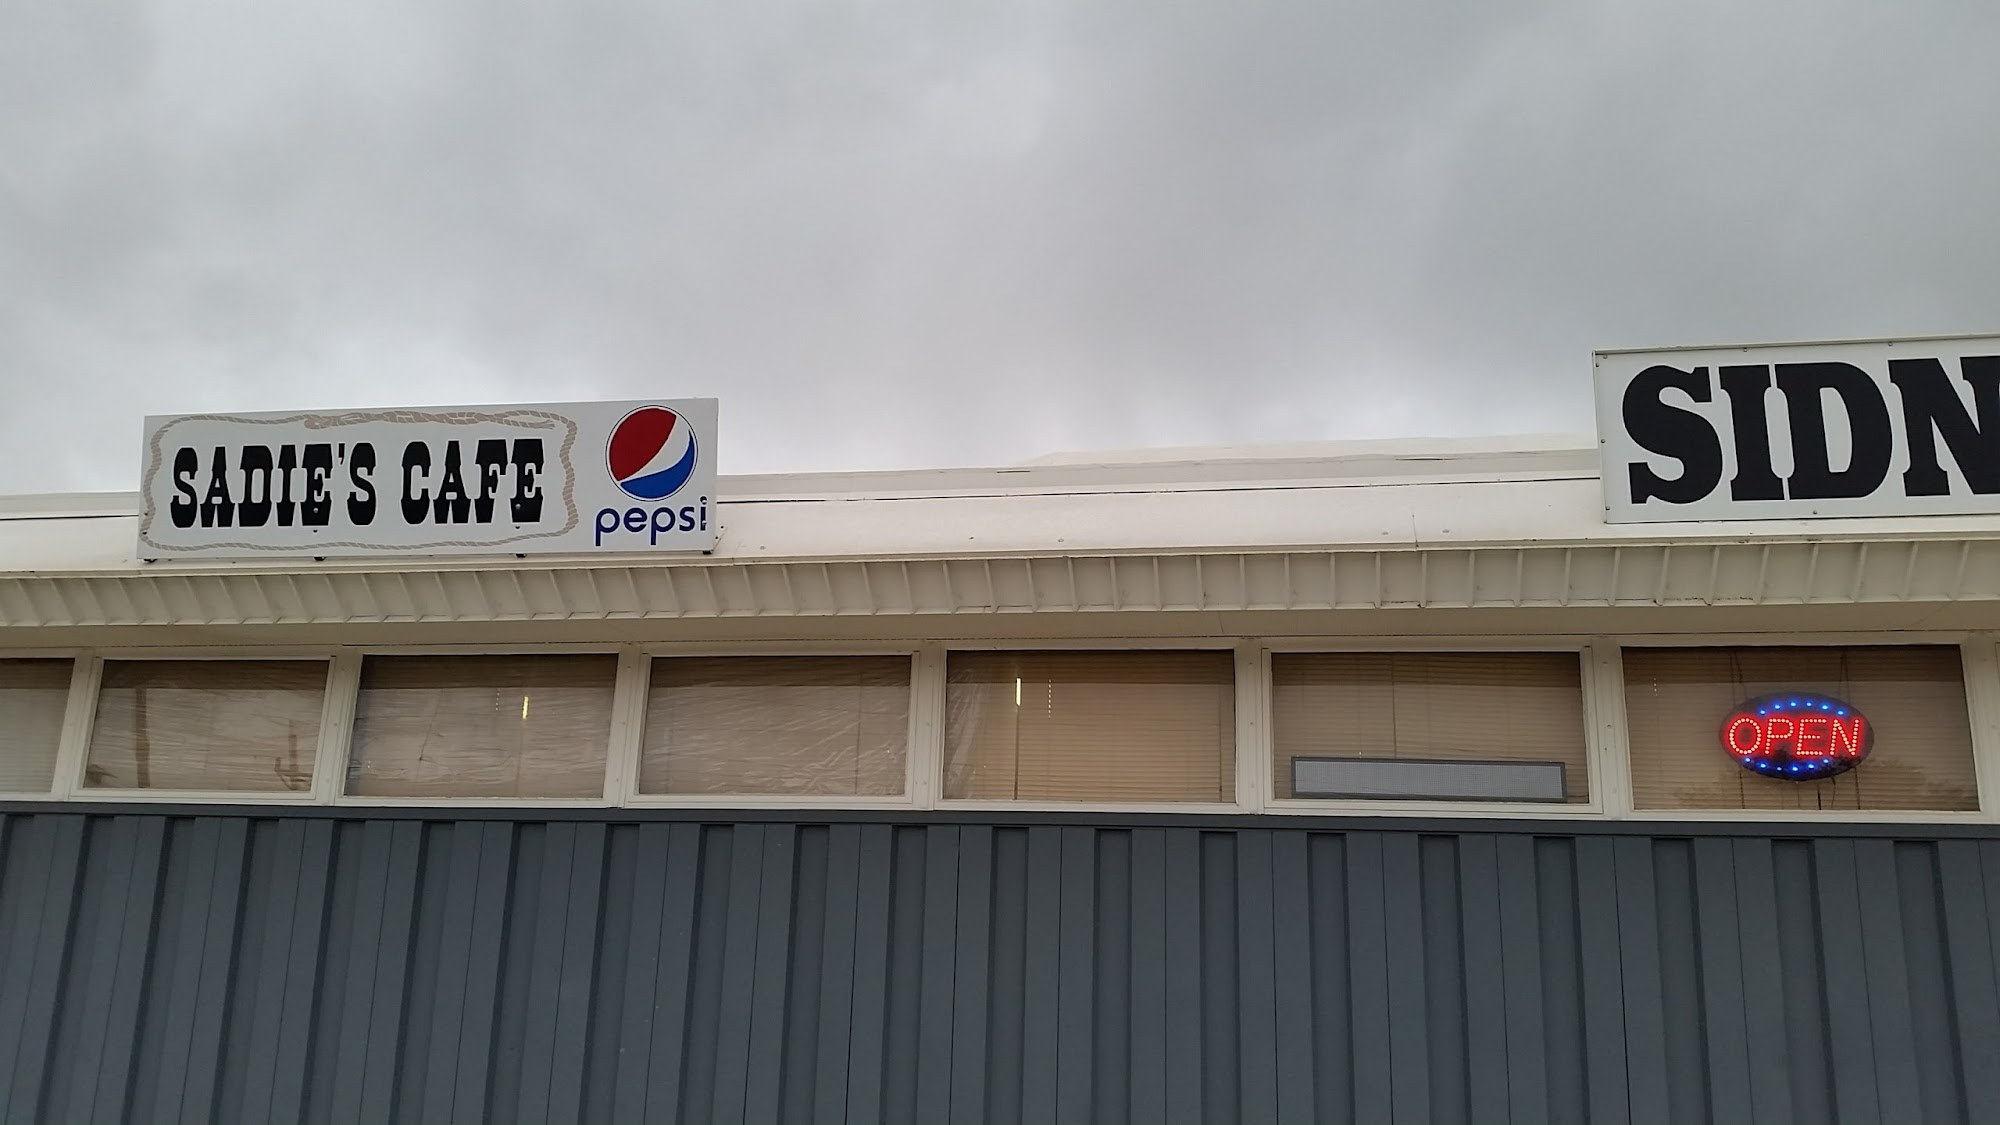 SADIE'S CAFE
pepsi
SIDN
OPEN